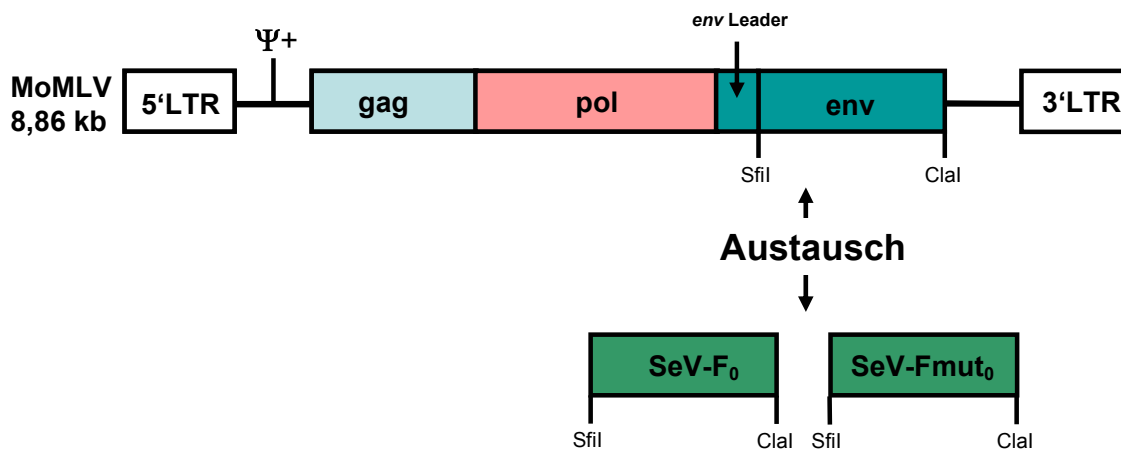 env Leader
Ψ+
MoMLV
8,86 kb
5‘LTR
gag
pol
env
3‘LTR
SfiI
ClaI
Austausch
SeV-F₀
SeV-Fmut₀
SfiI
ClaI
SfiI
ClaI